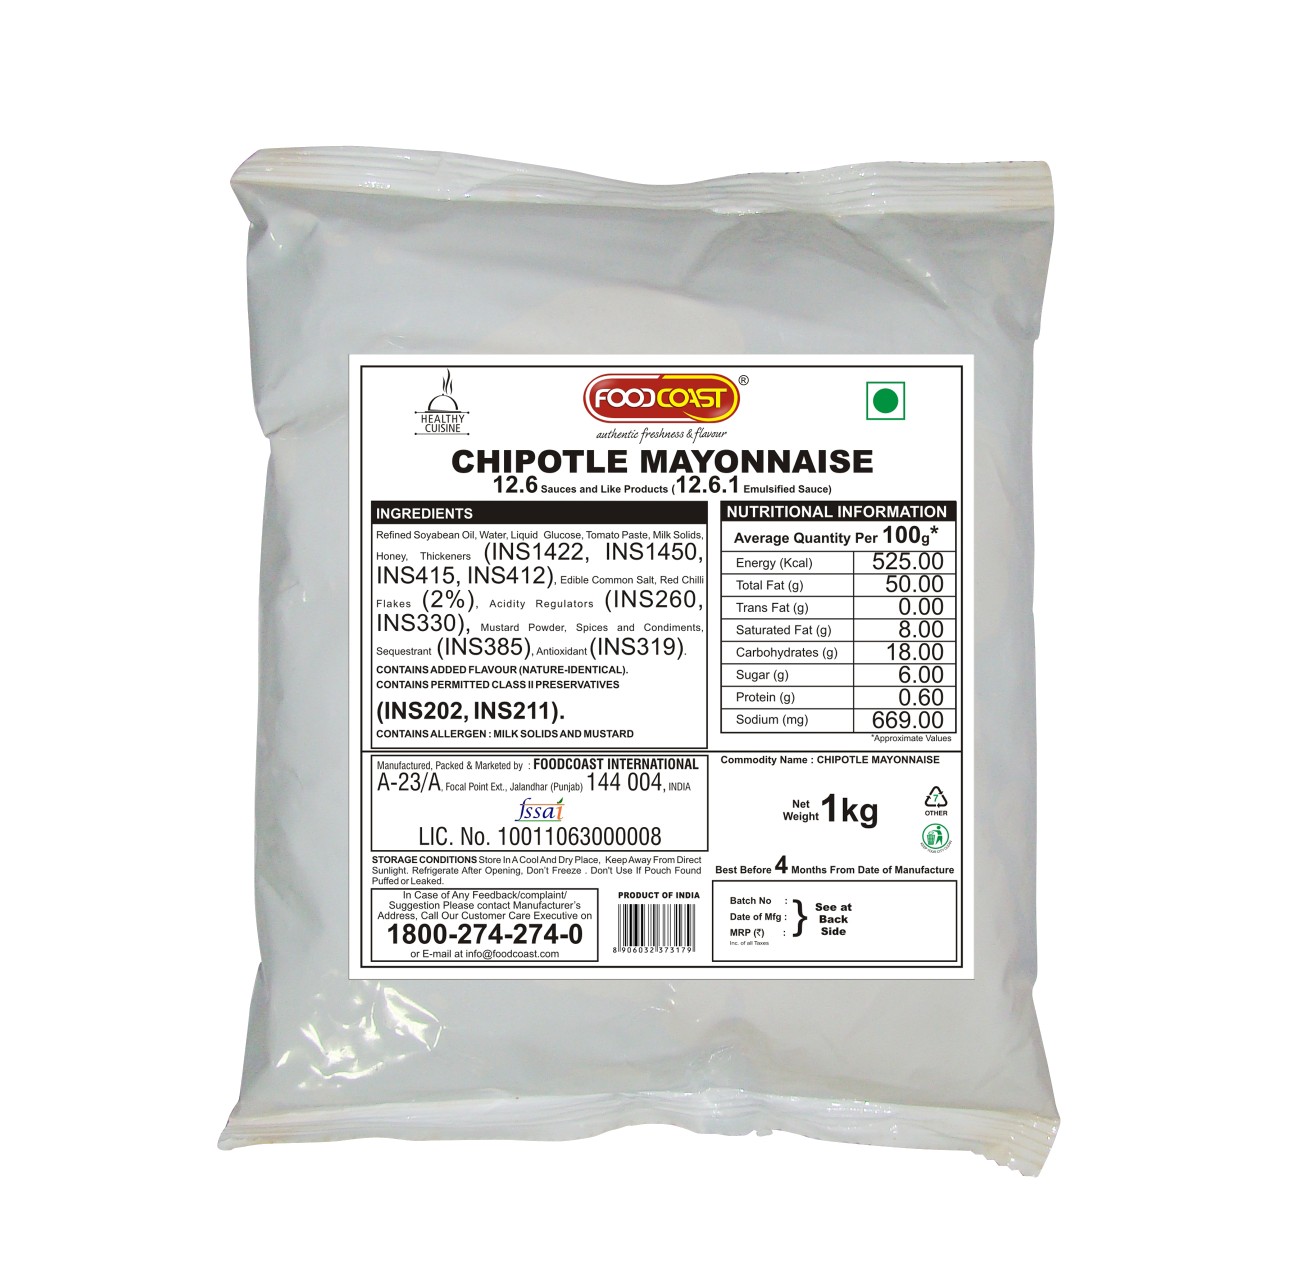 HEALTHY
CUISINE
FOODCOAST®
authentic freshness & flavour
CHIPOTLE MAYONNAISE
12.6 Sauces and Like Products (12.6.1 Emulsified Sauce)
INGREDIENTS
Refined Soyabean Oil, Water, Liquid Glucose, Tomato Paste, Milk Solids,
Honey, Thickeners (INS1422, INS1450,
INS415, INS412), Edible Common Salt, Red Chilli
Flakes (2%), Acidity Regulators (INS260,
INS330), Mustard Powder, Spices and Condiments,
Sequestrant (INS385), Antioxidant (INS319).
CONTAINS ADDED FLAVOUR (NATURE-IDENTICAL).
CONTAINS PERMITTED CLASS II PRESERVATIVES
(INS202, INS211).
CONTAINS ALLERGEN : MILK SOLIDS AND MUSTARD
NUTRITIONAL INFORMATION
Average Quantity Per 100g*
Energy (Kcal) 525.00
Total Fat (g) 50.00
Trans Fat (g) 0.00
Saturated Fat (g) 8.00
Carbohydrates (g) 18.00
Sugar (g) 6.00
Protein (g) 0.60
Sodium (mg) 669.00
*Approximate Values
Manufactured, Packed & Marketed by : FOODCOAST INTERNATIONAL
A-23/A, Focal Point Ext., Jalandhar (Punjab) 144 004, INDIA
fssai
LIC. No. 10011063000008
STORAGE CONDITIONS Store In A Cool And Dry Place, Keep Away From Direct
Sunlight. Refrigerate After Opening, Don't Freeze . Don't Use If Pouch Found
Puffed or Leaked.
In Case of Any Feedback/complaint/
Suggestion Please contact Manufacturer's
Address, Call Our Customer Care Executive on
1800-274-274-0
or E-mail at info@foodcoast.com
PRODUCT OF INDIA
8 906032 373179
Commodity Name : CHIPOTLE MAYONNAISE
Net
Weight 1kg
7
OTHER
Best Before 4 Months From Date of Manufacture
Batch No :
Date of Mfg :
MRP (₹) :
Inc. of all Taxes
See at
Back
Side